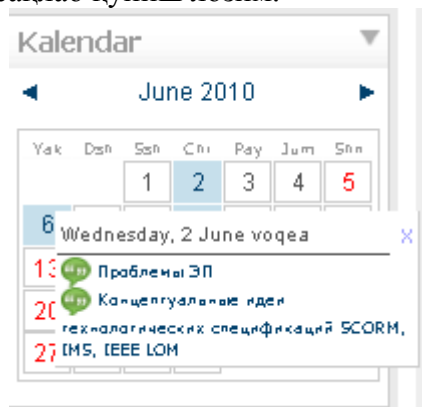 Kalendar
June 2010
Yak Dsh Ssh Chr Pay Jum Shn
1 2 3 4 5
6
Wednesday, 2 June voqea X
13
Проблемы ЭП
20
Концептуальные идеи
технологических спецификаций SCORM,
27 IMS, IEEE LOM